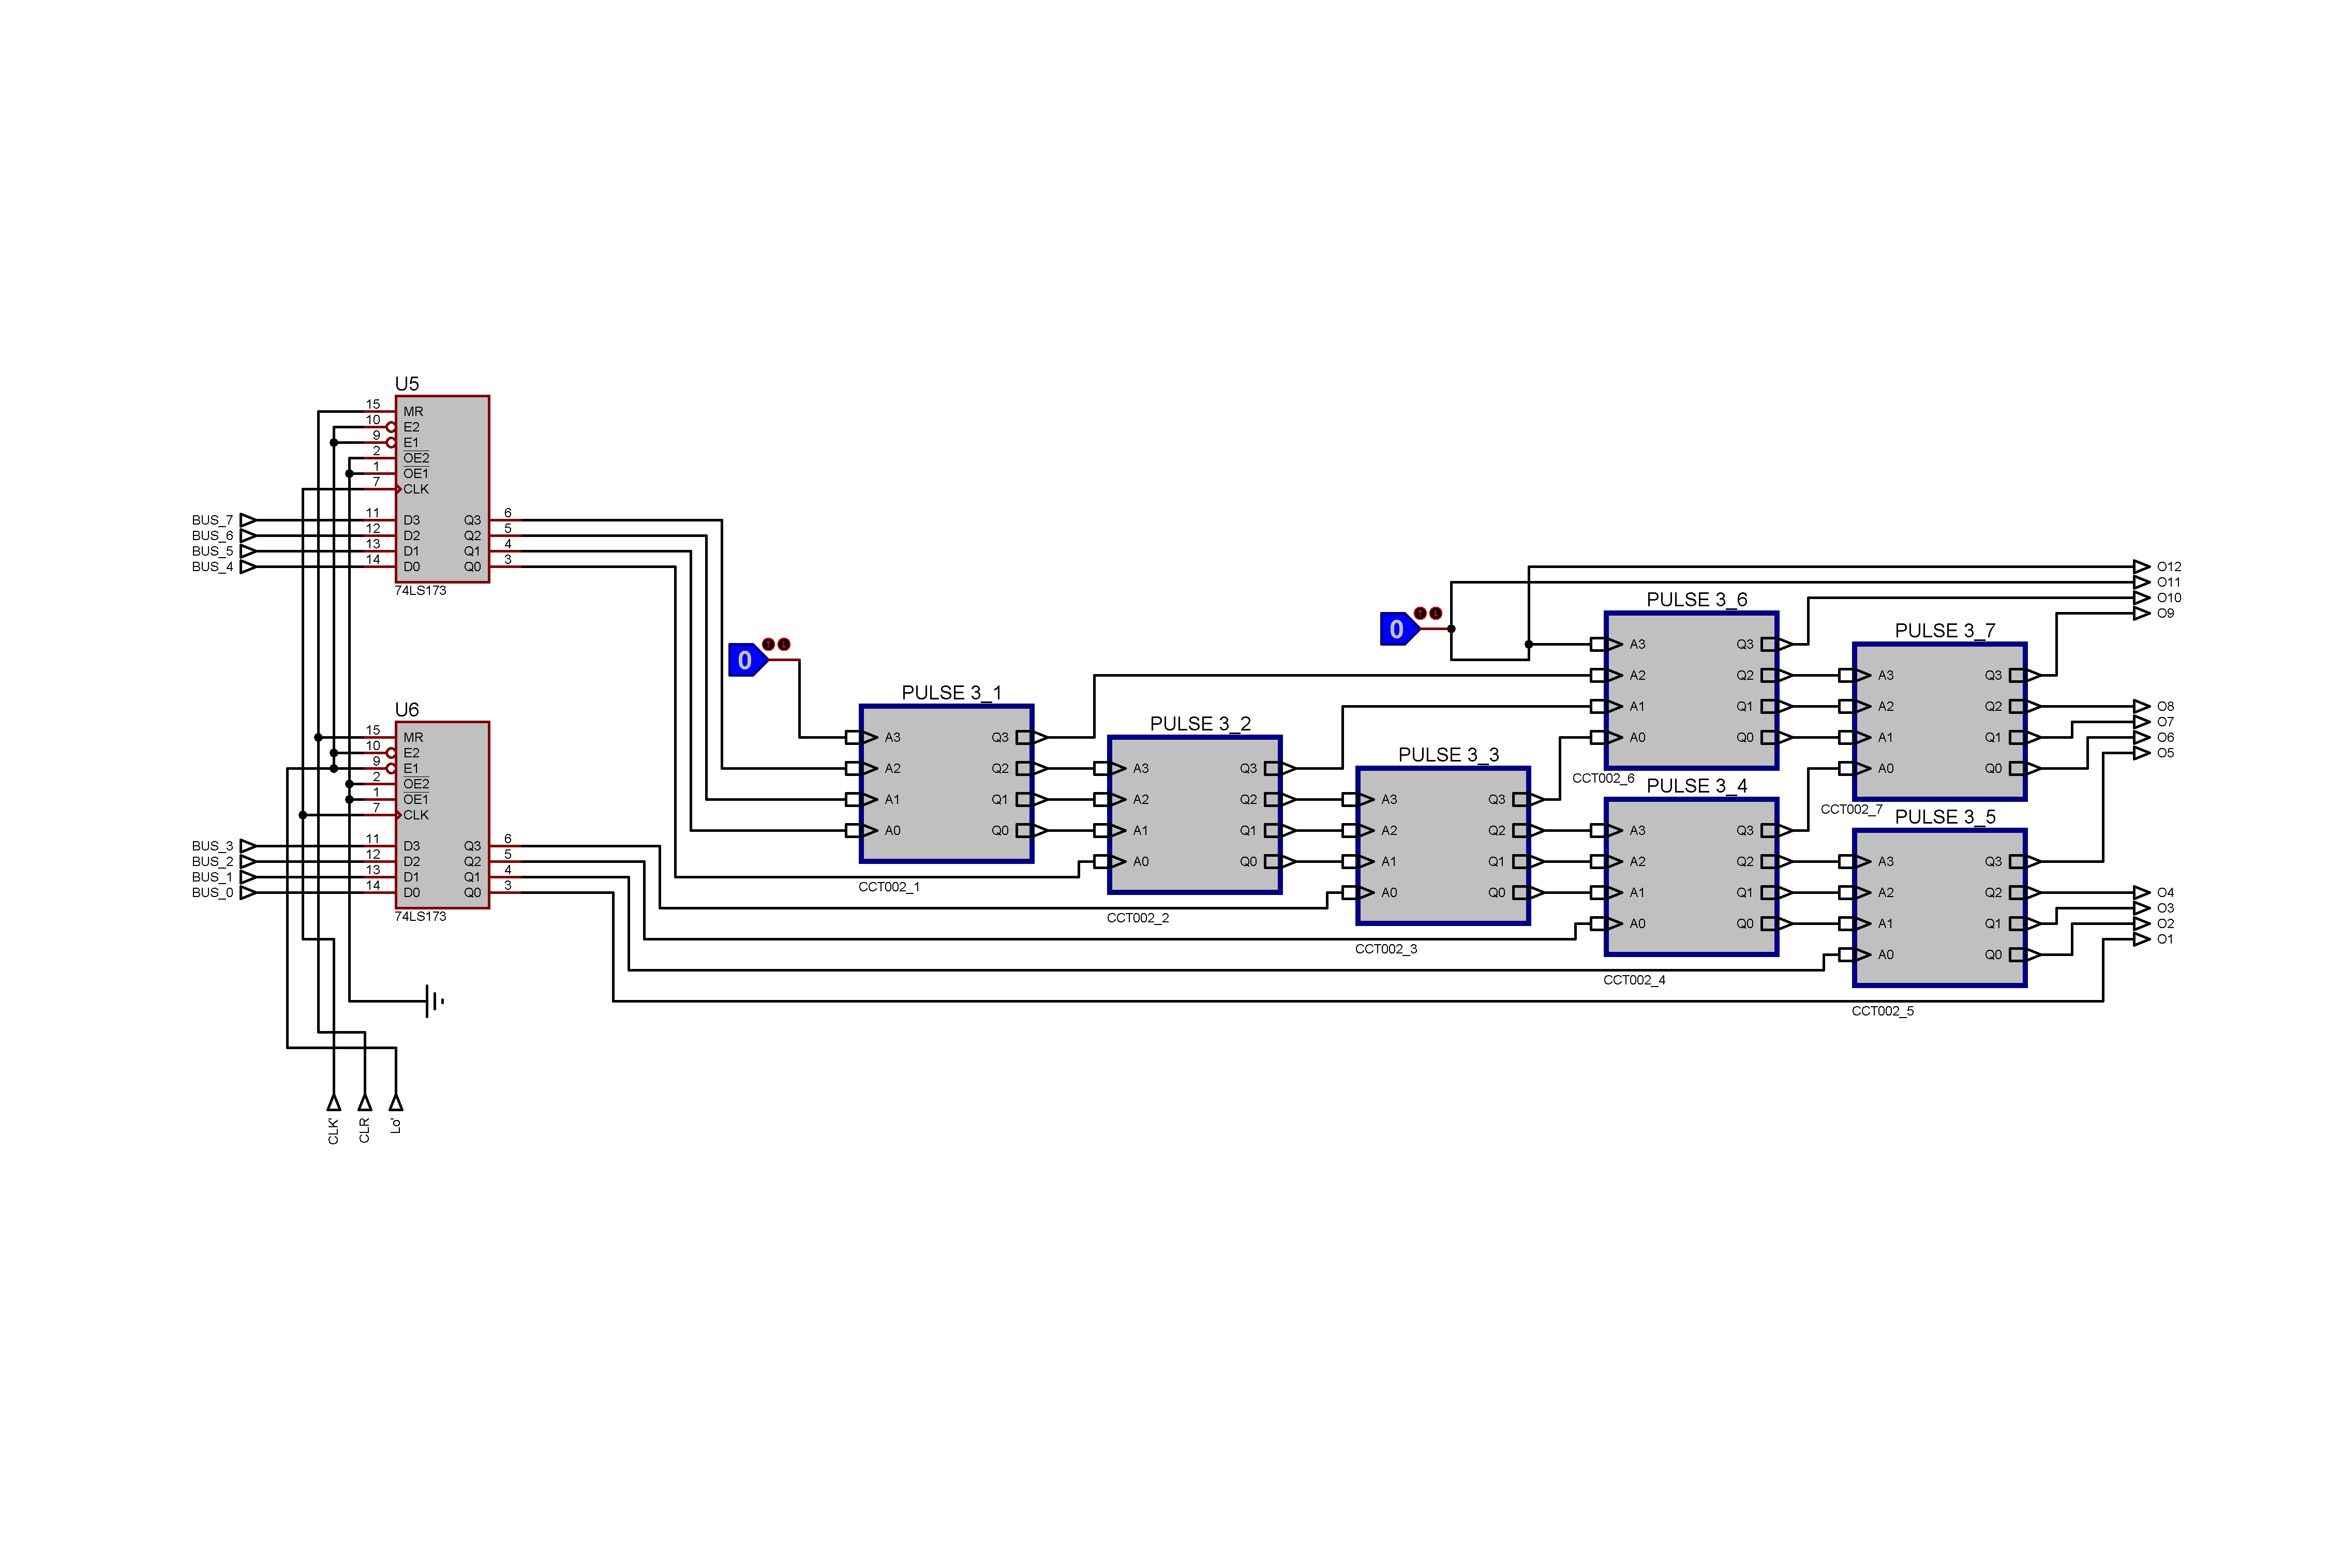 U5
15 MR
10 E2
9 E1
2 OE2
1 OE1
7 CLK
BUS_7 11 D3 Q3 6
BUS_6 12 D2 Q2 5
BUS_5 13 D1 Q1 4
BUS_4 14 D0 Q0 3
74LS173
U6
15 MR
10 E2
9 E1
2 OE2
1 OE1
7 CLK
BUS_3 11 D3 Q3 6
BUS_2 12 D2 Q2 5
BUS_1 13 D1 Q1 4
BUS_0 14 D0 Q0 3
74LS173
CLK'
CLR
Lo'
0
PULSE 3_1
A3 Q3
A2 Q2
A1 Q1
A0 Q0
CCT002_1
PULSE 3_2
A3 Q3
A2 Q2
A1 Q1
A0 Q0
CCT002_2
PULSE 3_3
A3 Q3
A2 Q2
A1 Q1
A0 Q0
CCT002_3
0
PULSE 3_6
A3 Q3
A2 Q2
A1 Q1
A0 Q0
CCT002_6
PULSE 3_4
A3 Q3
A2 Q2
A1 Q1
A0 Q0
CCT002_4
PULSE 3_7
A3 Q3
A2 Q2
A1 Q1
A0 Q0
CCT002_7
PULSE 3_5
A3 Q3
A2 Q2
A1 Q1
A0 Q0
CCT002_5
O12
O11
O10
O9
O8
O7
O6
O5
O4
O3
O2
O1